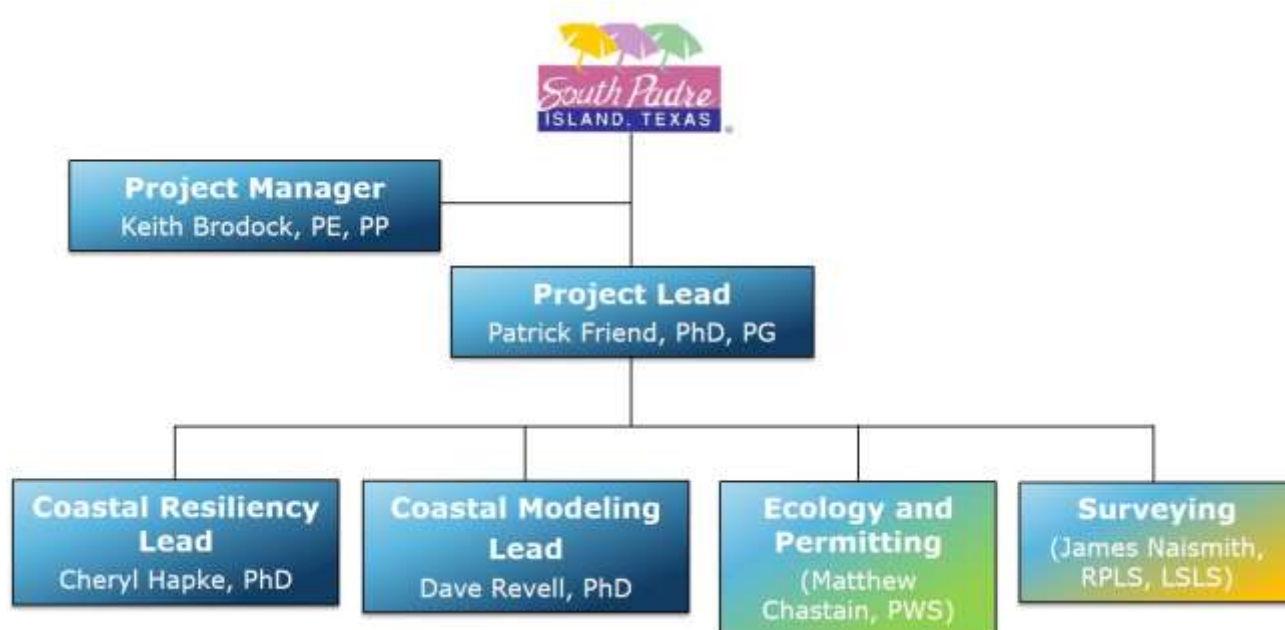 South Padre
ISLAND, TEXAS
®
Project Manager
Keith Brodock, PE, PP
Project Lead
Patrick Friend, PhD, PG
Coastal Resiliency
Lead
Cheryl Hapke, PhD
Coastal Modeling
Lead
Dave Revell, PhD
Ecology and
Permitting
(Matthew
Chastain, PWS)
Surveying
(James Naismith,
RPLS, LSLS)